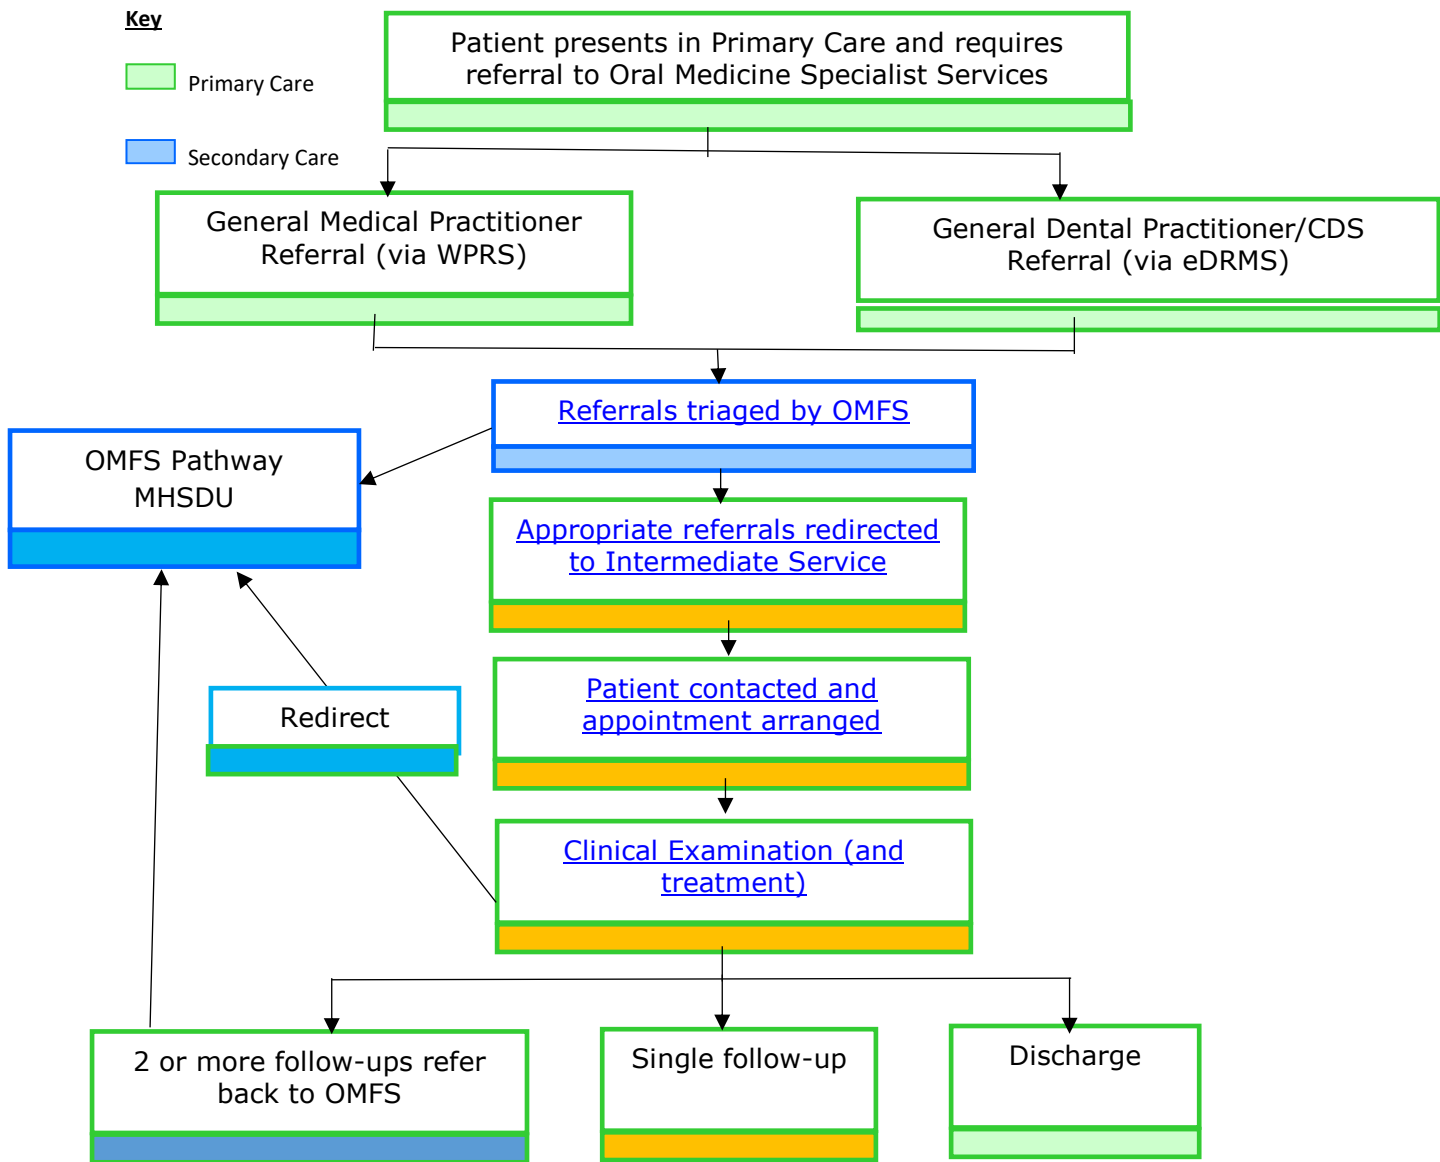 Key
Primary Care
Secondary Care
Patient presents in Primary Care and requires
referral to Oral Medicine Specialist Services
General Medical Practitioner
Referral (via WPRS)
General Dental Practitioner/CDS
Referral (via eDRMS)
Referrals triaged by OMFS
OMFS Pathway
MHSDU
Appropriate referrals redirected
to Intermediate Service
Patient contacted and
appointment arranged
Redirect
Clinical Examination (and
treatment)
2 or more follow-ups refer
back to OMFS
Single follow-up
Discharge